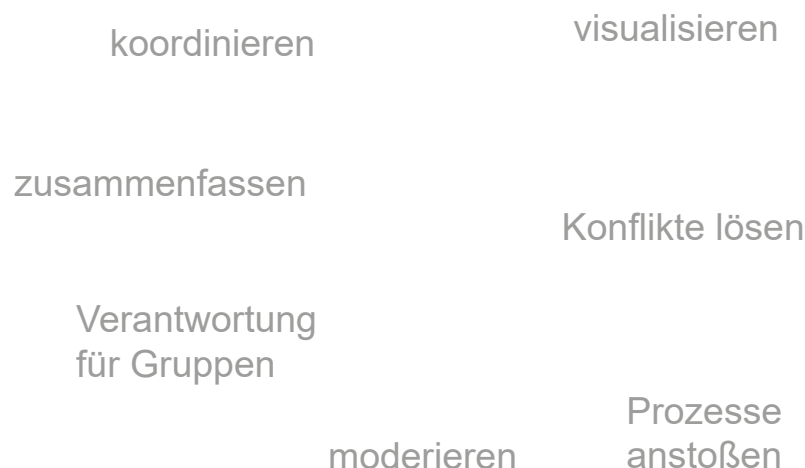 koordinieren
visualisieren
zusammenfassen
Konflikte lösen
Verantwortung
für Gruppen
moderieren
Prozesse
anstoßen